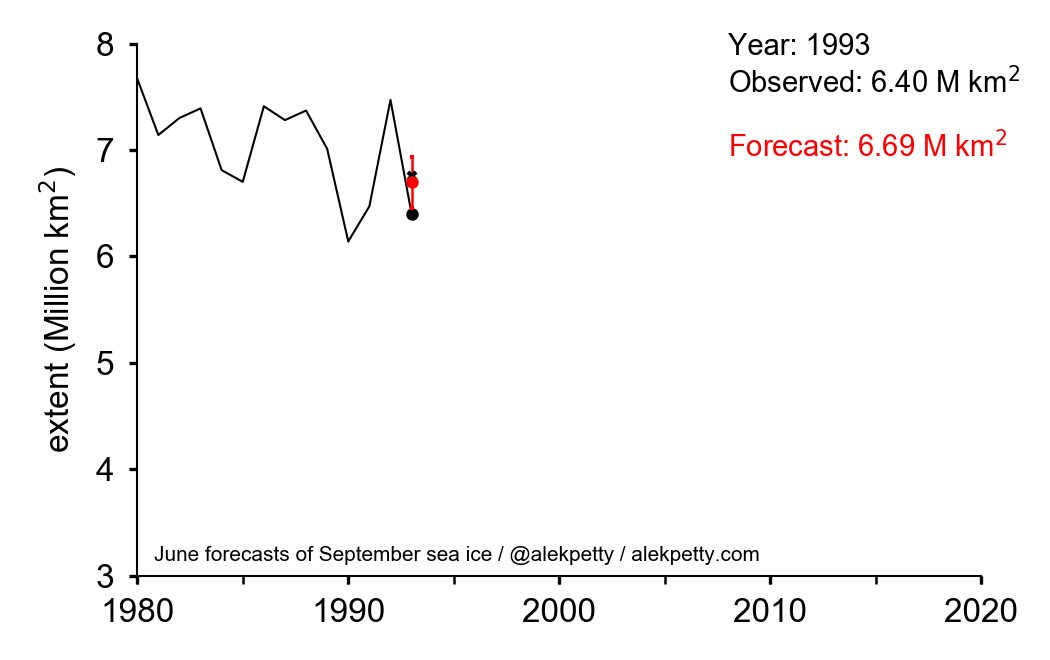 Year: 1993
Observed: 6.40 M km²
Forecast: 6.69 M km²
extent (Million km²)
8
7
6
5
4
3
June forecasts of September sea ice / @alekpetty / alekpetty.com
1980 1990 2000 2010 2020